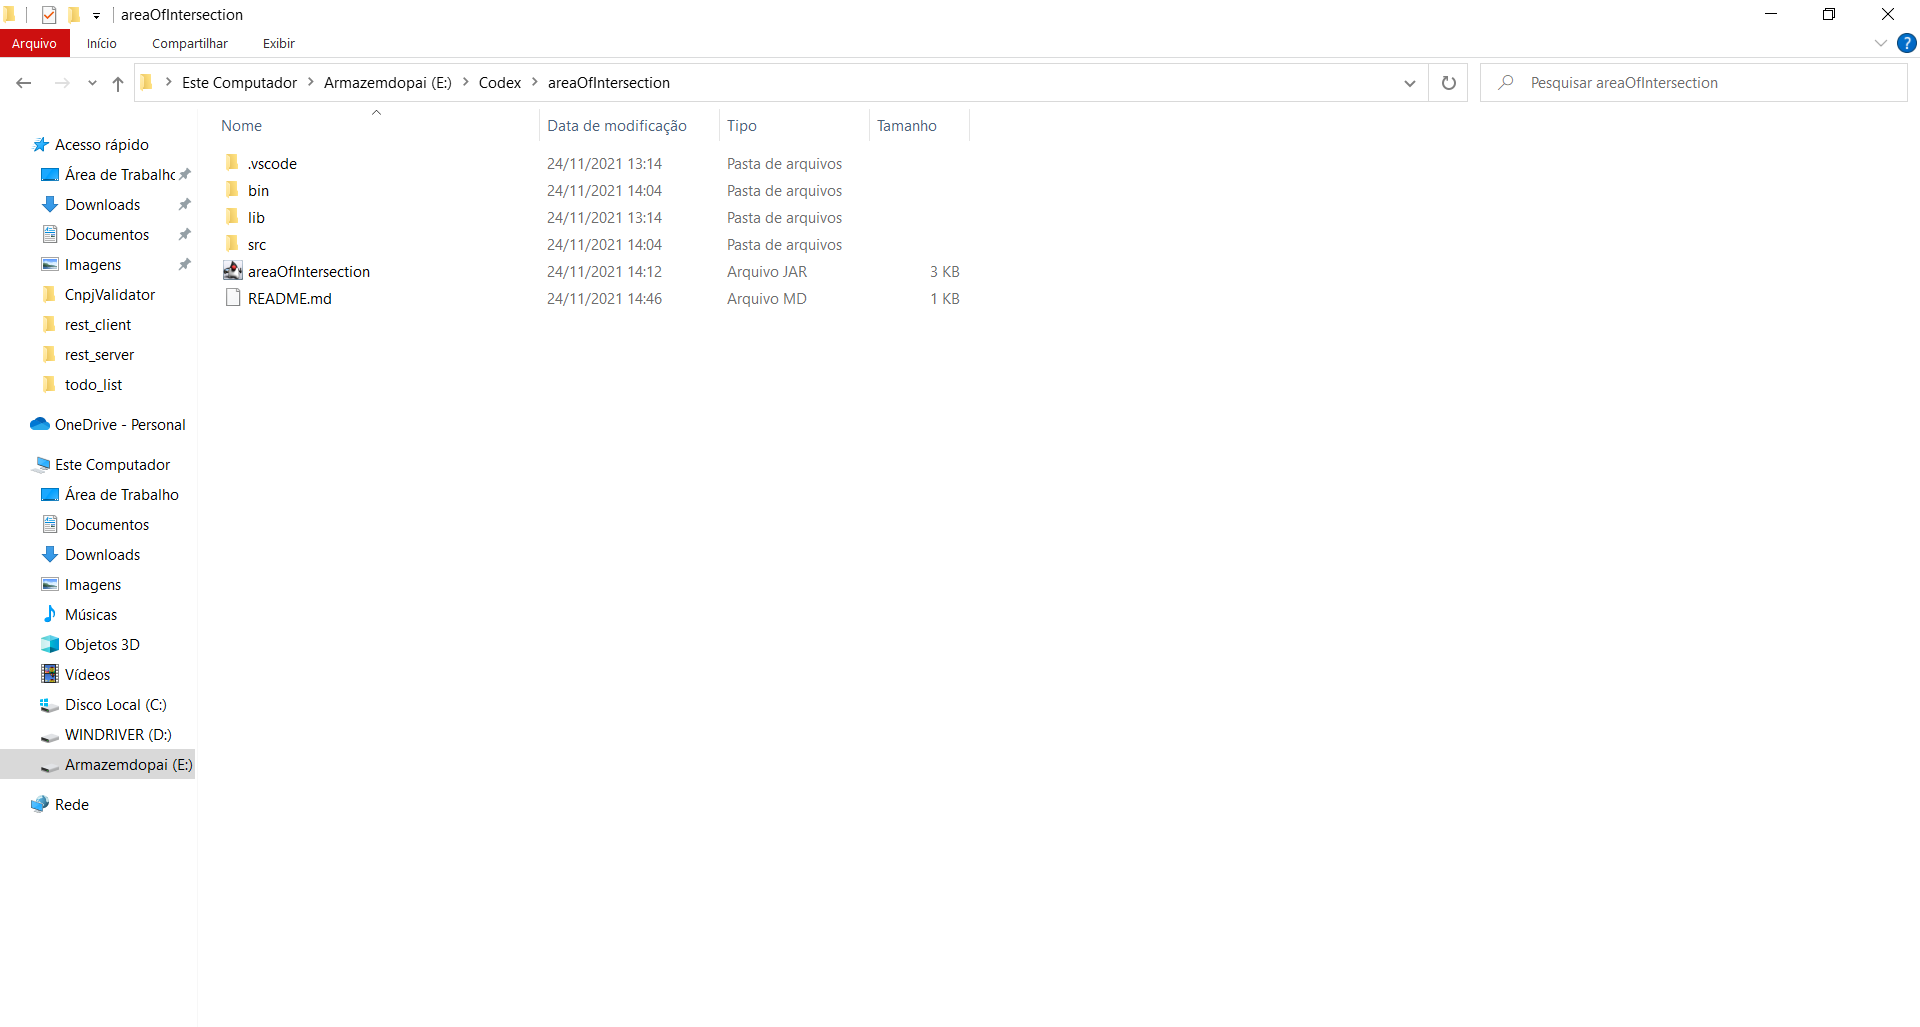 areaOfIntersection
Arquivo Início Compartilhar Exibir ?
Este Computador Armazemdopai (E:) Codex areaOfIntersection Pesquisar areaOfIntersection
Nome Data de modificação Tipo Tamanho
.vscode 24/11/2021 13:14 Pasta de arquivos
bin 24/11/2021 14:04 Pasta de arquivos
lib 24/11/2021 13:14 Pasta de arquivos
src 24/11/2021 14:04 Pasta de arquivos
areaOfIntersection 24/11/2021 14:12 Arquivo JAR 3 KB
README.md 24/11/2021 14:46 Arquivo MD 1 KB
Acesso rápido
Área de Trabalho
Downloads
Documentos
Imagens
CnpjValidator
rest_client
rest_server
todo_list
OneDrive - Personal
Este Computador
Área de Trabalho
Documentos
Downloads
Imagens
Músicas
Objetos 3D
Vídeos
Disco Local (C:)
WINDRIVER (D:)
Armazemdopai (E:)
Rede